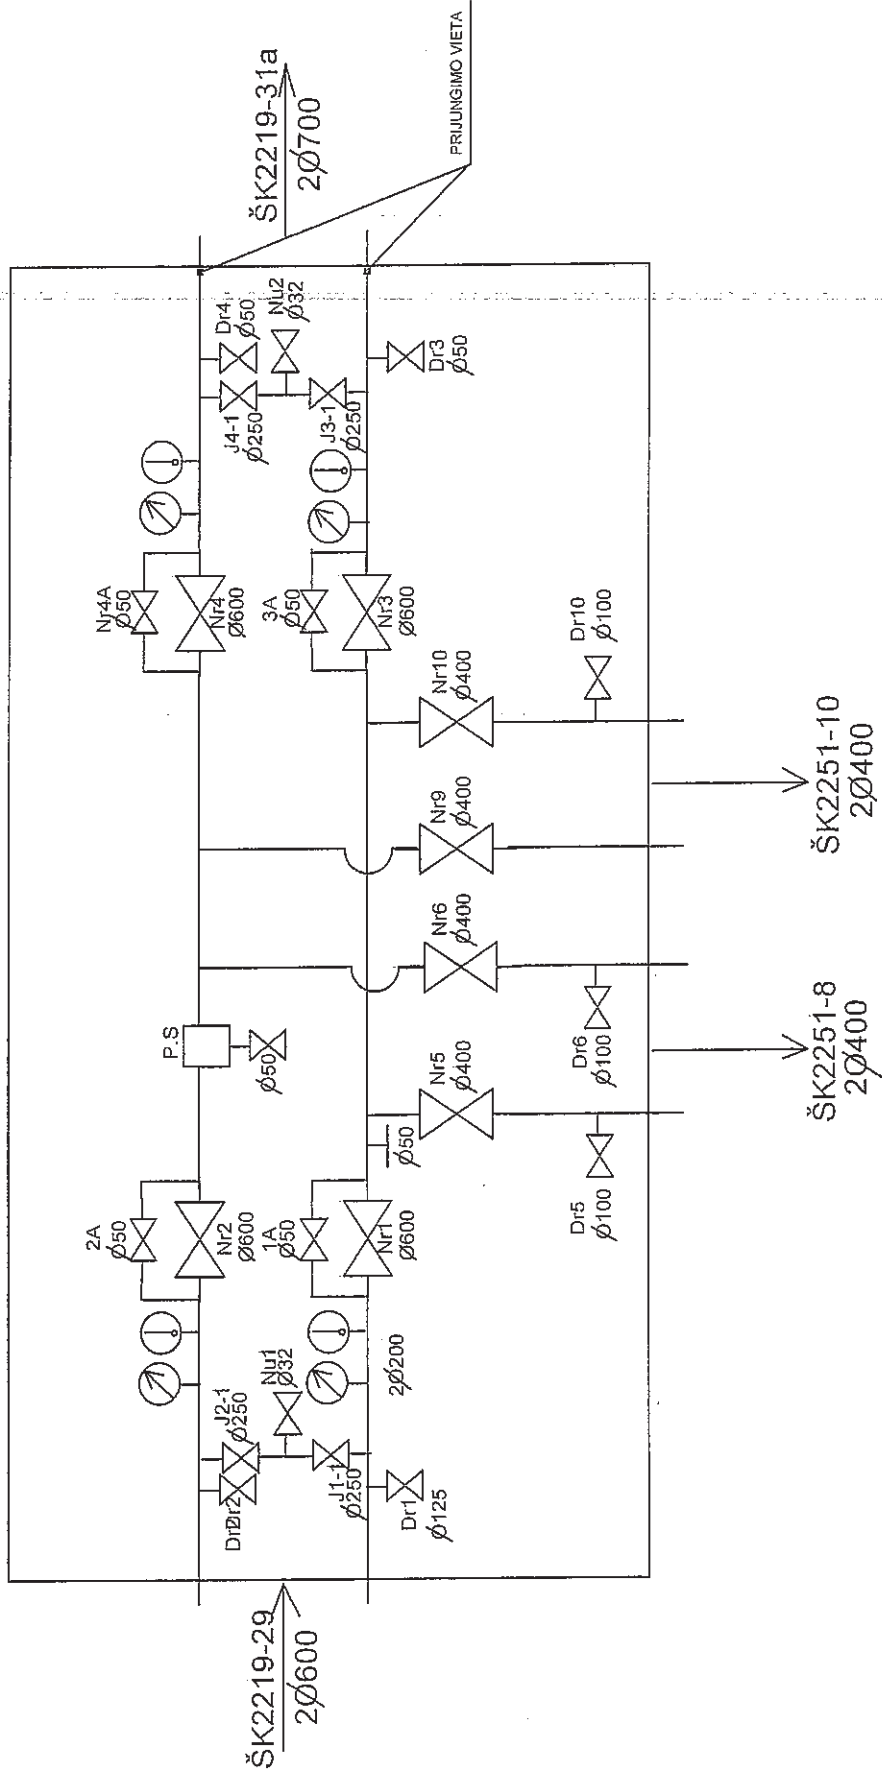 ŠK2219-29
2Ø600
ŠK2219-31a
2Ø700
PRIJUNGIMO VIETA
2A
Ø50
Nr2
Ø600
P.S
Ø50
Nr4A
Ø50
Nr4
Ø600
Dr4
Ø50
J4-1
Ø250
Nu2
Ø32
J3-1
Ø250
Dr3
Ø50
3A
Ø50
Nr3
Ø600
Dr2
J2-1
Ø250
Nu1
Ø32
J1-1
Ø250
Dr1
Ø125
2Ø200
1A
Ø50
Nr1
Ø600
Ø50
Nr5
Ø400
Nr6
Ø400
Nr9
Ø400
Nr10
Ø400
Dr5
Ø100
Dr6
Ø100
Dr10
Ø100
ŠK2251-8
2Ø400
ŠK2251-10
2Ø400